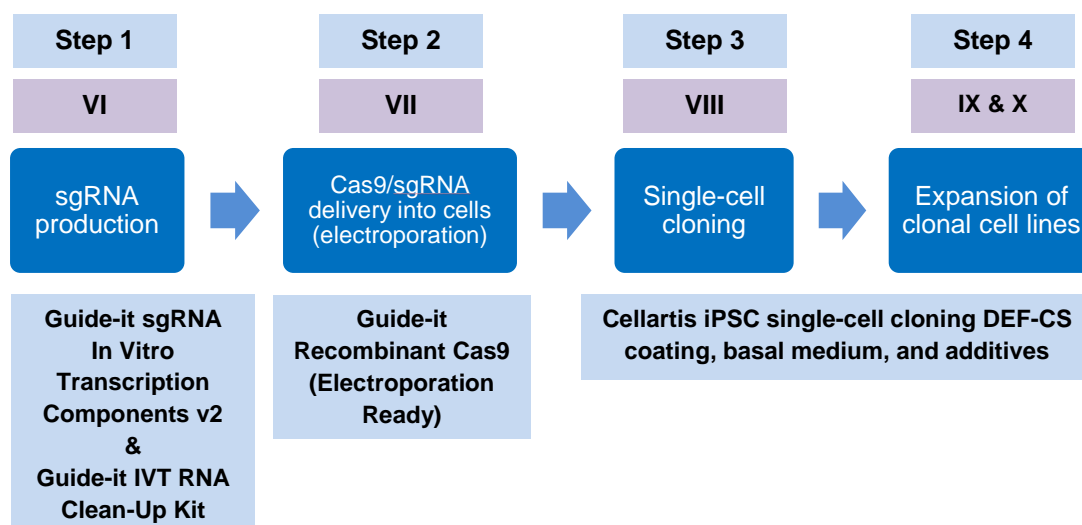 Step 1
Step 2
Step 3
Step 4
VI
VII
VIII
IX & X
sgRNA
production
Cas9/sgRNA
delivery into cells
(electroporation)
Single-cell
cloning
Expansion of
clonal cell lines
Guide-it sgRNA
In Vitro
Transcription
Components v2
&
Guide-it IVT RNA
Clean-Up Kit
Guide-it
Recombinant Cas9
(Electroporation
Ready)
Cellartis iPSC single-cell cloning DEF-CS
coating, basal medium, and additives